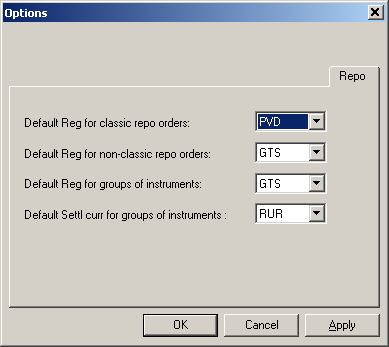 Options
Repo
Default Reg for classic repo orders: PVD
Default Reg for non-classic repo orders: GTS
Default Reg for groups of instruments: GTS
Default Settl curr for groups of instruments : RUR
OK Cancel Apply